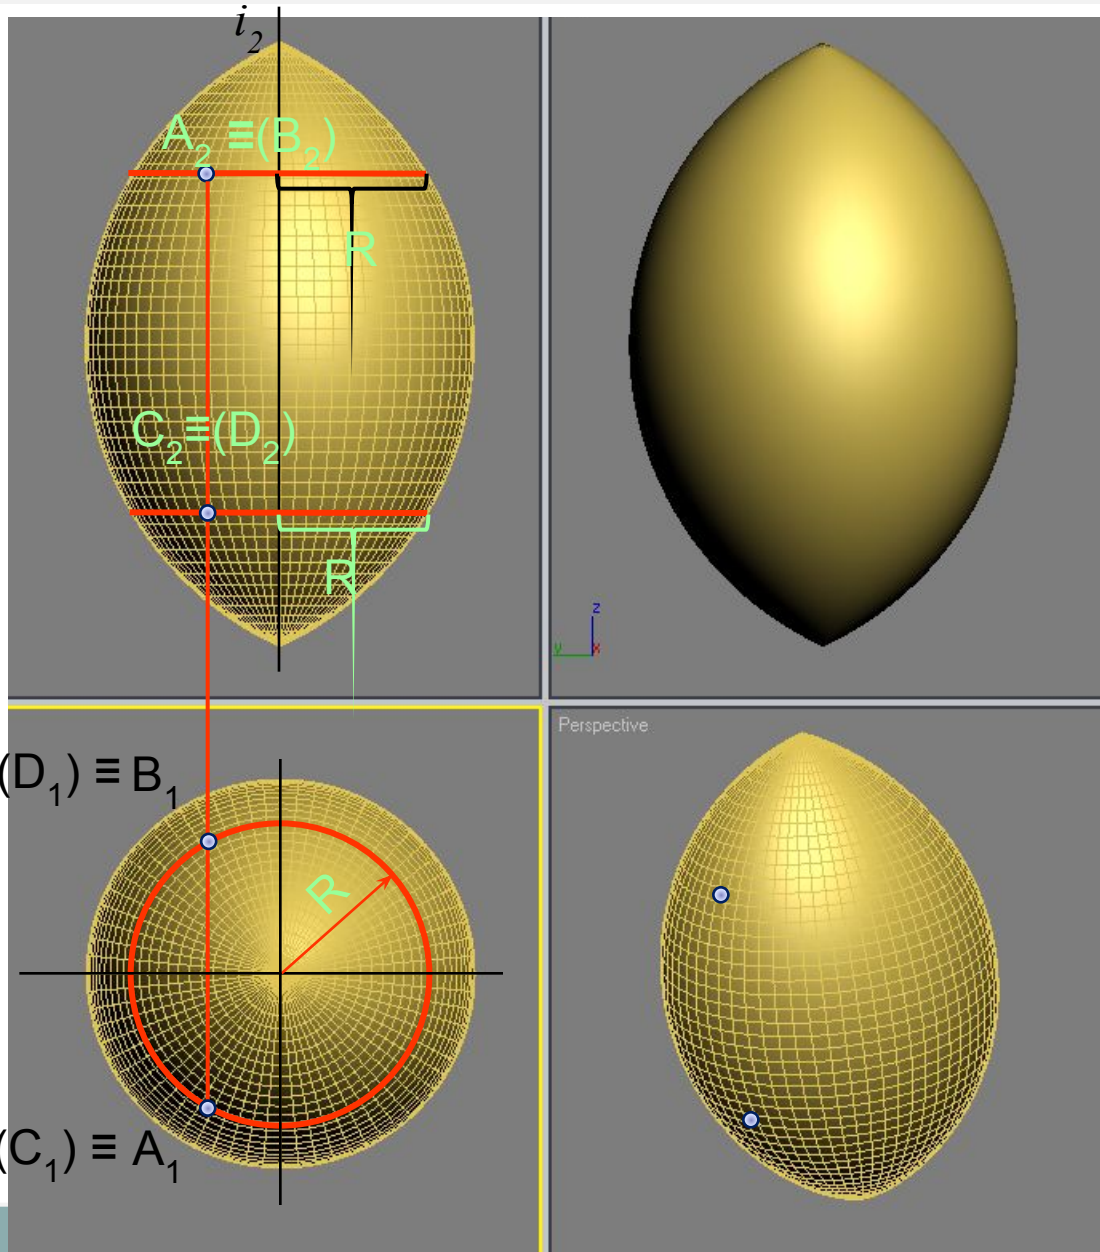 i₂
A₂ ≡(B₂)
R
C₂≡(D₂)
R
z
y x
Perspective
(D₁) ≡ B₁
R
(C₁) ≡ A₁